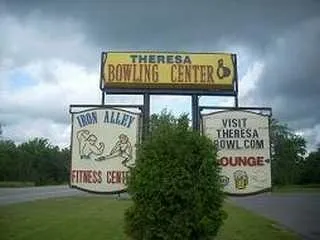 THERESA
BOWLING CENTER
IRON ALLEY
FITNESS CENTER
VISIT
THERESA
BOWL.COM
LOUNGE